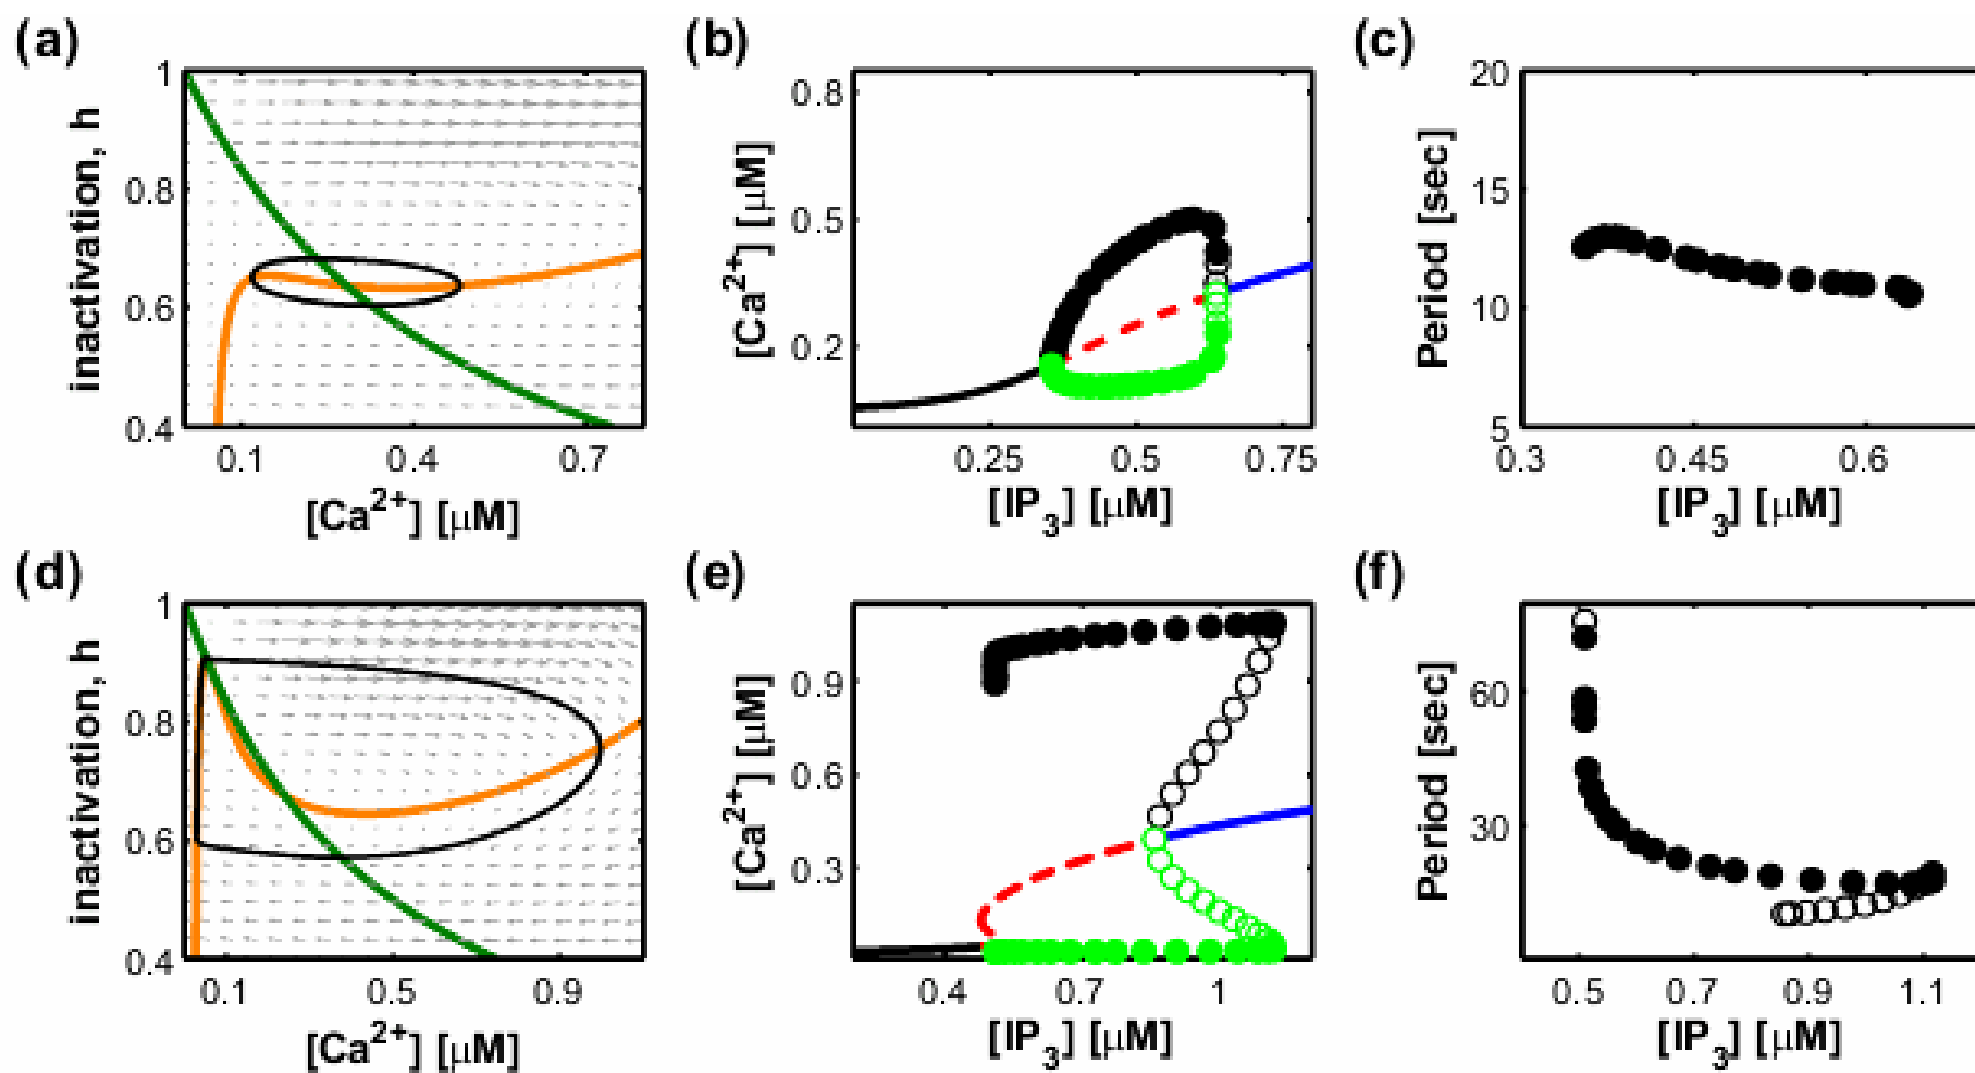 (a)
inactivation, h
1
0.8
0.6
0.4
0.1 0.4 0.7
[Ca2+] [μM]
(b)
[Ca2+] [μM]
0.8
0.5
0.2
0.25 0.5 0.75
[IP3] [μM]
(c)
Period [sec]
20
15
10
5
0.3 0.45 0.6
[IP3] [μM]
(d)
inactivation, h
1
0.8
0.6
0.4
0.1 0.5 0.9
[Ca2+] [μM]
(e)
[Ca2+] [μM]
0.9
0.6
0.3
0.4 0.7 1
[IP3] [μM]
(f)
Period [sec]
60
30
0.5 0.7 0.9 1.1
[IP3] [μM]